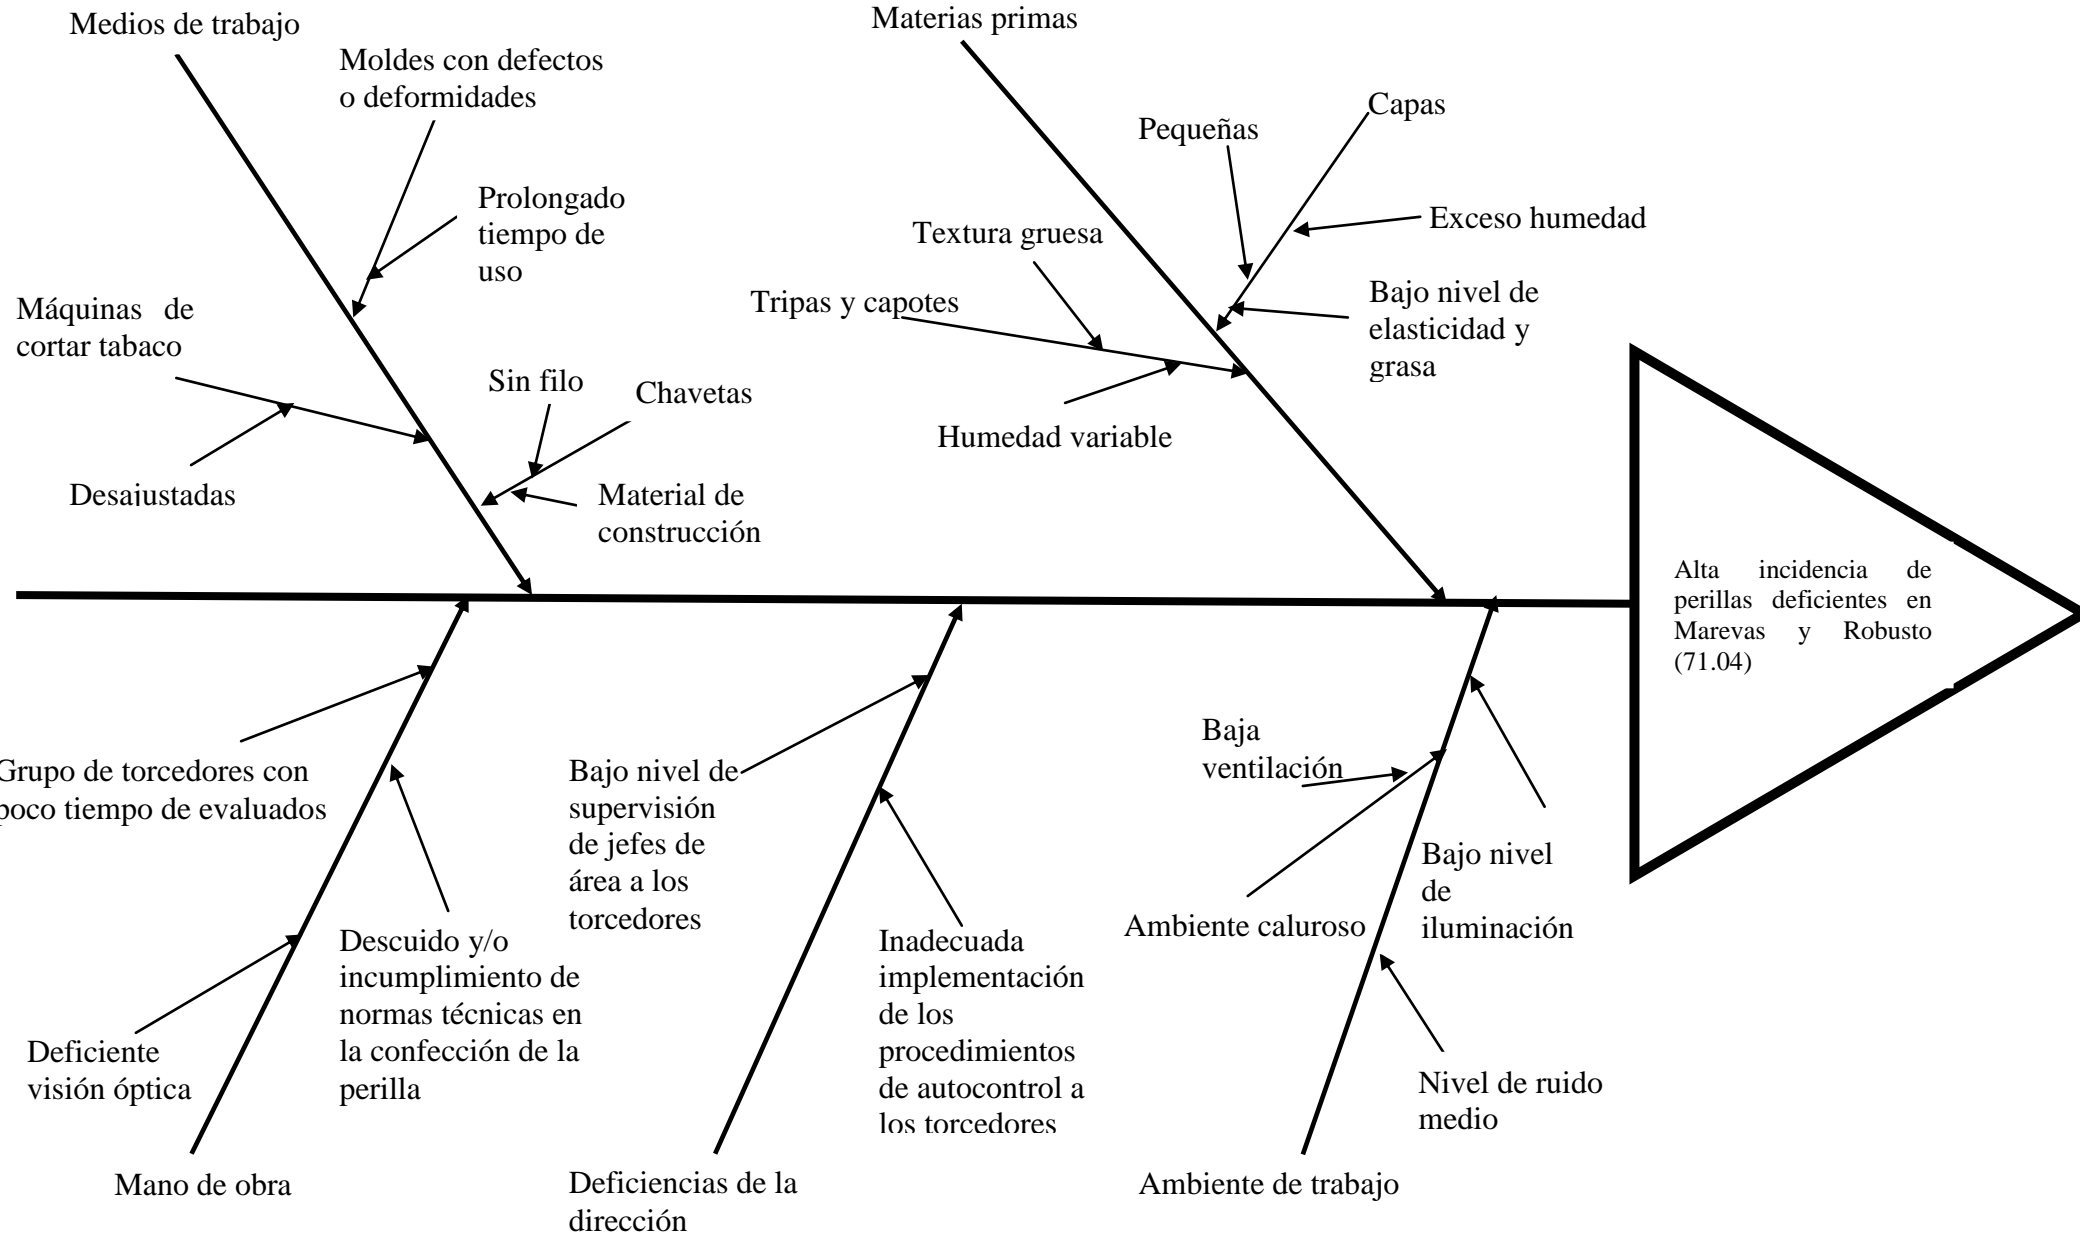 Medios de trabajo
Materias primas
Moldes con defectos
o deformidades
Capas
Pequeñas
Prolongado
tiempo de
uso
Exceso humedad
Textura gruesa
Máquinas de
cortar tabaco
Tripas y capotes
Bajo nivel de
elasticidad y
grasa
Sin filo
Chavetas
Humedad variable
Desajustadas
Material de
construcción
Alta incidencia de
perillas deficientes en
Marevas y Robusto
(71.04)
Grupo de torcedores con
poco tiempo de evaluados
Bajo nivel de
supervisión
de jefes de
área a los
torcedores
Baja
ventilación
Bajo nivel
de
iluminación
Ambiente caluroso
Descuido y/o
incumplimiento de
normas técnicas en
la confección de la
perilla
Inadecuada
implementación
de los
procedimientos
de autocontrol a
los torcedores
Deficiente
visión óptica
Nivel de ruido
medio
Mano de obra
Deficiencias de la
dirección
Ambiente de trabajo